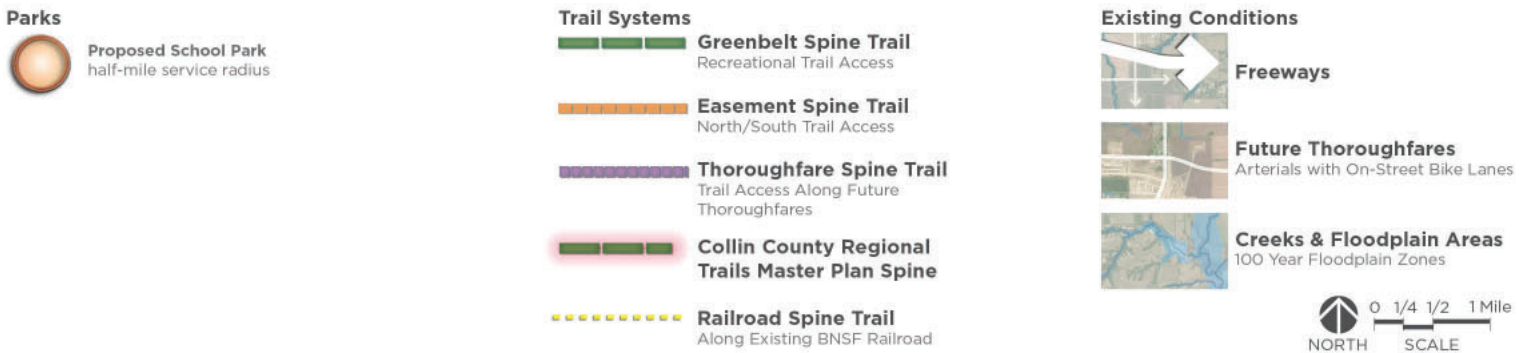 Parks
Proposed School Park
half-mile service radius
Trail Systems
Greenbelt Spine Trail
Recreational Trail Access
Easement Spine Trail
North/South Trail Access
Thoroughfare Spine Trail
Trail Access Along Future
Thoroughfares
Collin County Regional
Trails Master Plan Spine
Railroad Spine Trail
Along Existing BNSF Railroad
Existing Conditions
Freeways
Future Thoroughfares
Arterials with On-Street Bike Lanes
Creeks & Floodplain Areas
100 Year Floodplain Zones
0 1/4 1/2 1 Mile
NORTH SCALE